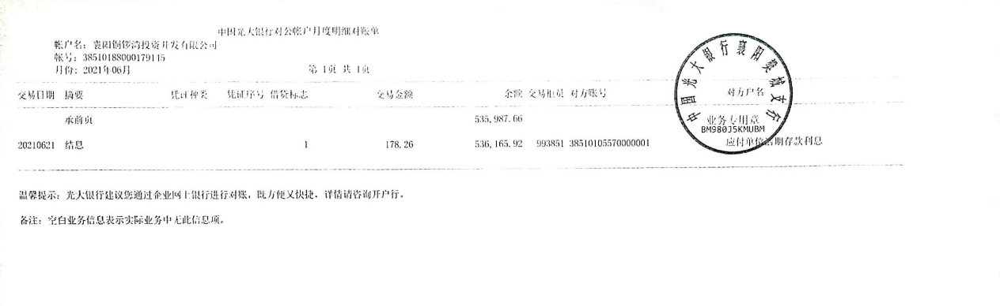 中国光大银行对公帐户月度明细对账单
帐户名：襄阳铜锣湾投资开发有限公司
帐号：38510188000179115
月份：2021年06月
第 1页 共 1页
交易日期 摘要 凭证种类 凭证序号 借贷标志 交易金额 余额 交易柜员 对方账号 对方户名
承前页 535,987.66
20210621 结息 1 178.26 536,165.92 993851 38510105570000001 应付单位活期存款利息
中国光大银行襄阳樊城支行
业务专用章
BM980J5KMUBM
温馨提示：光大银行建议您通过企业网上银行进行对账，既方便又快捷，详情请咨询开户行。
备注：空白业务信息表示实际业务中无此信息项。